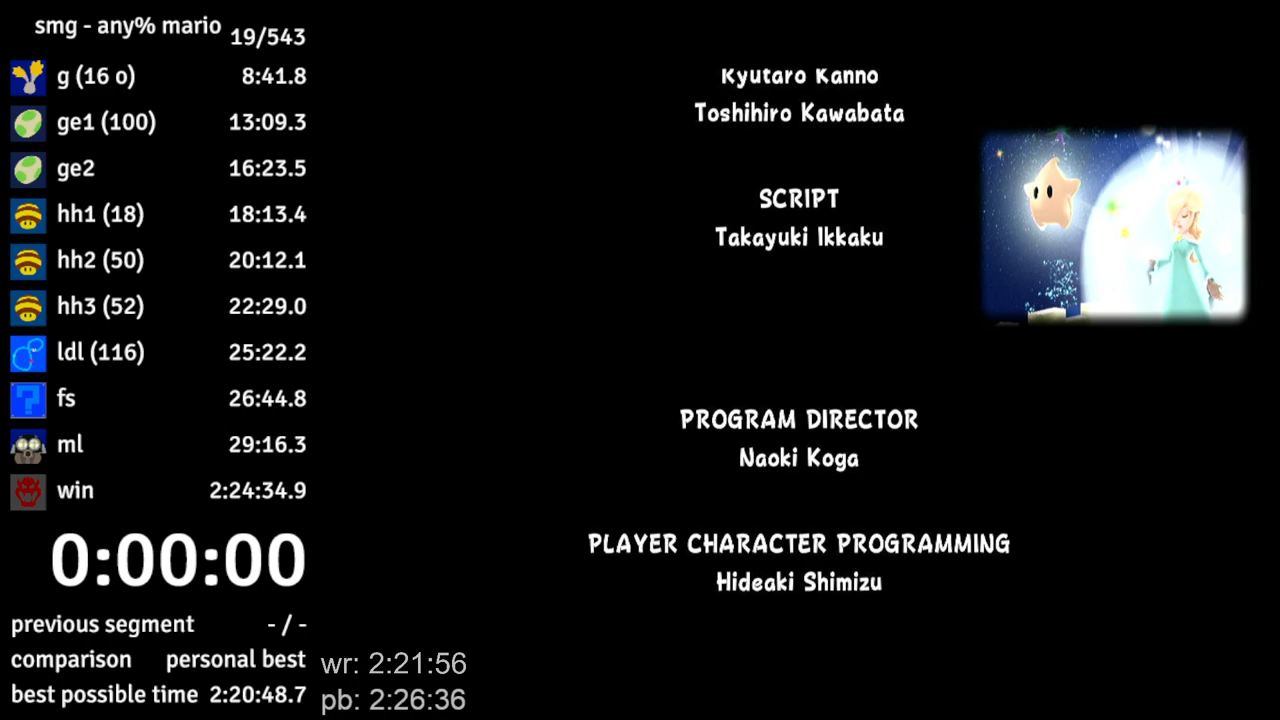 smg - any% mario 19/543
g (16 o) 8:41.8
ge1 (100) 13:09.3
ge2 16:23.5
hh1 (18) 18:13.4
hh2 (50) 20:12.1
hh3 (52) 22:29.0
ldl (116) 25:22.2
fs 26:44.8
ml 29:16.3
win 2:24:34.9
0:00:00
previous segment - / -
comparison personal best
best possible time 2:20:48.7
wr: 2:21:56
pb: 2:26:36
Kyutaro Kanno
Toshihiro Kawabata
SCRIPT
Takayuki Ikkaku
PROGRAM DIRECTOR
Naoki Koga
PLAYER CHARACTER PROGRAMMING
Hideaki Shimizu